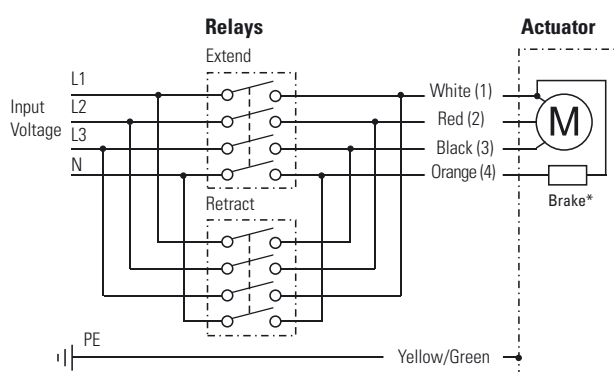 Relays
Actuator
Extend
L1
White (1)
Input
Voltage
L2
Red (2)
M
L3
Black (3)
N
Orange (4)
Brake*
Retract
PE
Yellow/Green